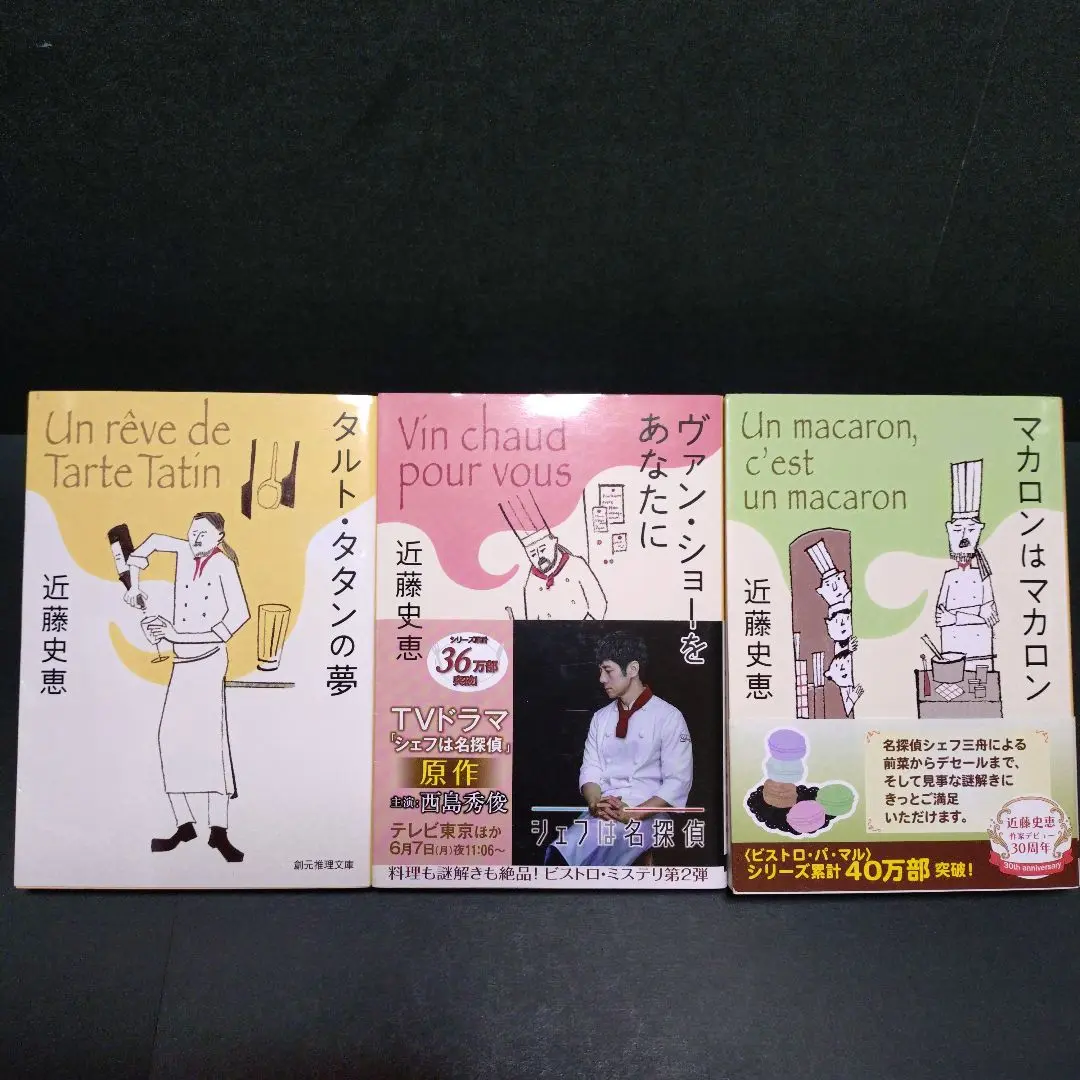 Un rêve de
Tarte Tatin
タルト・タタンの夢
近藤史恵
創元推理文庫
Vin chaud
pour vous
ヴァン・ショーを
あなたに
近藤史恵
シリーズ累計
36万部
突破!
TVドラマ
「シェフは名探偵」
原作
主演:西島秀俊
テレビ東京ほか
6月7日(月)夜11:06〜
シェフは名探偵
料理も謎解きも絶品!ビストロ・ミステリ第2弾
Un macaron,
c'est
un macaron
マカロンはマカロン
近藤史恵
名探偵シェフ三舟による
前菜からデセールまで、
そして見事な謎解きに
きっとご満足
いただけます。
近藤史恵
作家デビュー
30周年
30th anniversary
〈ビストロ・パ・マル〉
シリーズ累計40万部突破!